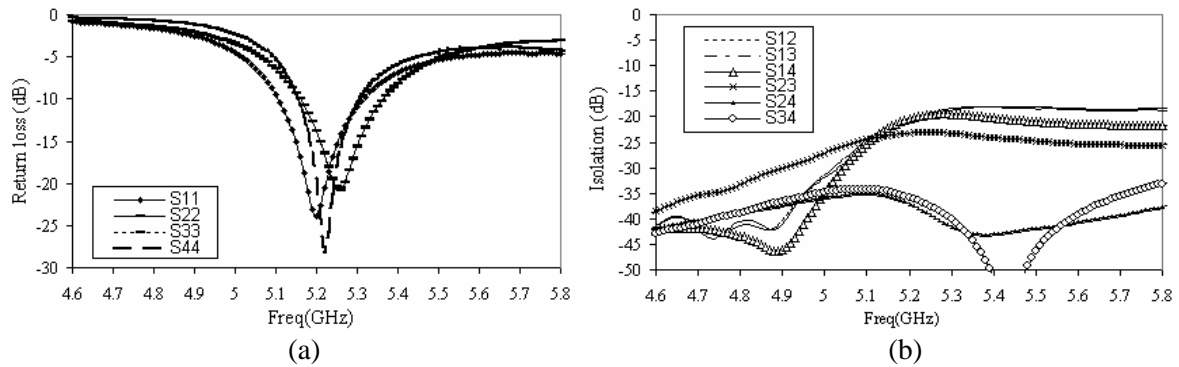 0
-5
-10
-15
-20
-25
-30
Return loss (dB)
S11
S22
S33
S44
4.6 4.7 4.8 4.9 5 5.1 5.2 5.3 5.4 5.5 5.6 5.7 5.8
Freq(GHz)
(a)
0
-5
-10
-15
-20
-25
-30
-35
-40
-45
-50
Isolation (dB)
S12
S13
S14
S23
S24
S34
4.6 4.7 4.8 4.9 5 5.1 5.2 5.3 5.4 5.5 5.6 5.7 5.8
Freq(GHz)
(b)